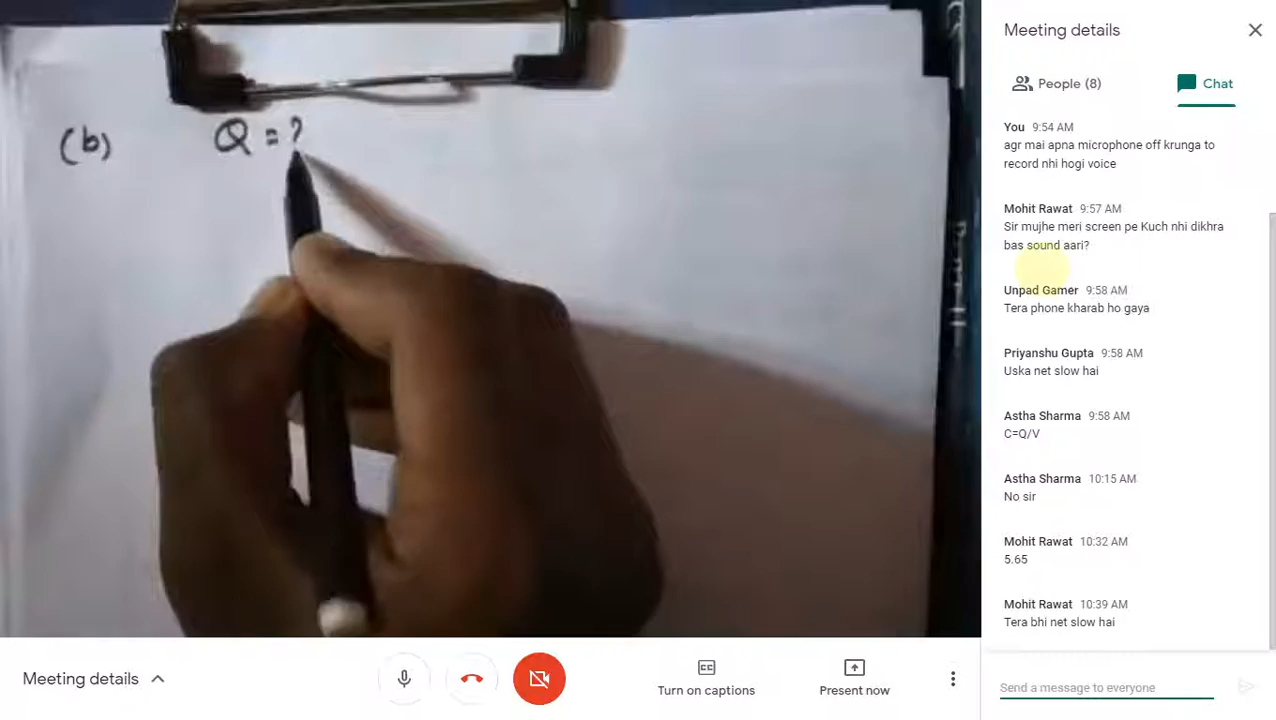 Meeting details
People (8)
Chat
You 9:54 AM
agr mai apna microphone off krunga to
record nhi hogi voice
Mohit Rawat 9:57 AM
Sir mujhe meri screen pe Kuch nhi dikhra
bas sound aari?
Unpad Gamer 9:58 AM
Tera phone kharab ho gaya
Priyanshu Gupta 9:58 AM
Uska net slow hai
Astha Sharma 9:58 AM
C=Q/V
Astha Sharma 10:15 AM
No sir
Mohit Rawat 10:32 AM
5.65
Mohit Rawat 10:39 AM
Tera bhi net slow hai
Send a message to everyone
(b) Q = ?
Meeting details
CC
Turn on captions
Present now